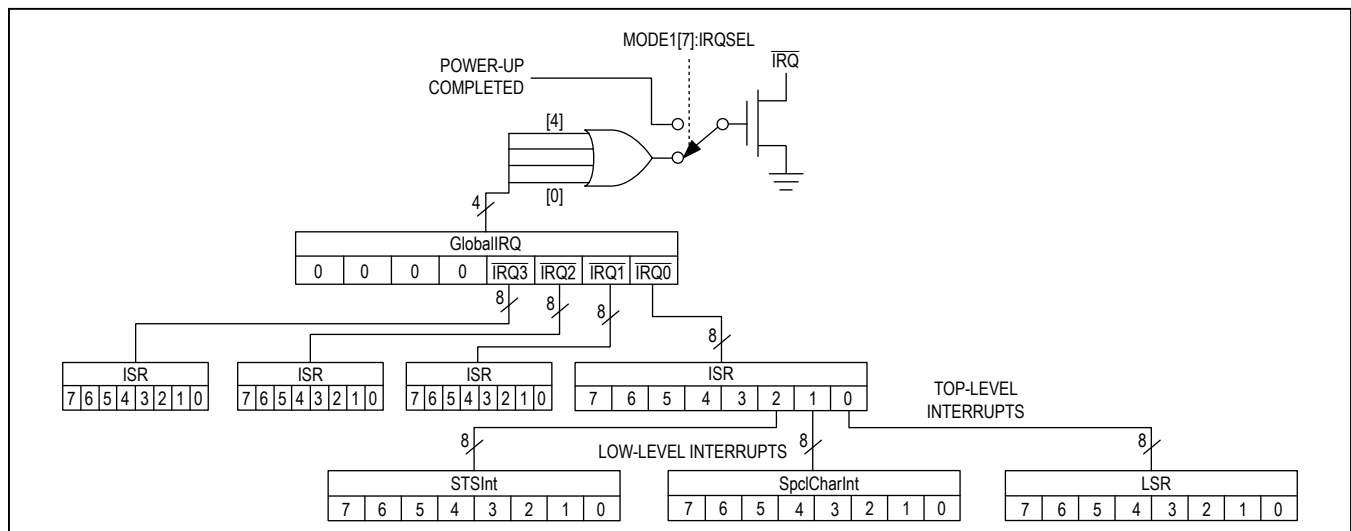 MODE1[7]:IRQSEL
IRQ
POWER-UP
COMPLETED
[4]
[0]
4
GlobalIRQ
0 0 0 0 IRQ3 IRQ2 IRQ1 IRQ0
8 8 8 8
ISR ISR ISR ISR
7 6 5 4 3 2 1 0 7 6 5 4 3 2 1 0 7 6 5 4 3 2 1 0 7 6 5 4 3 2 1 0
TOP-LEVEL
INTERRUPTS
8 LOW-LEVEL INTERRUPTS 8 8
STSInt SpclCharInt LSR
7 6 5 4 3 2 1 0 7 6 5 4 3 2 1 0 7 6 5 4 3 2 1 0